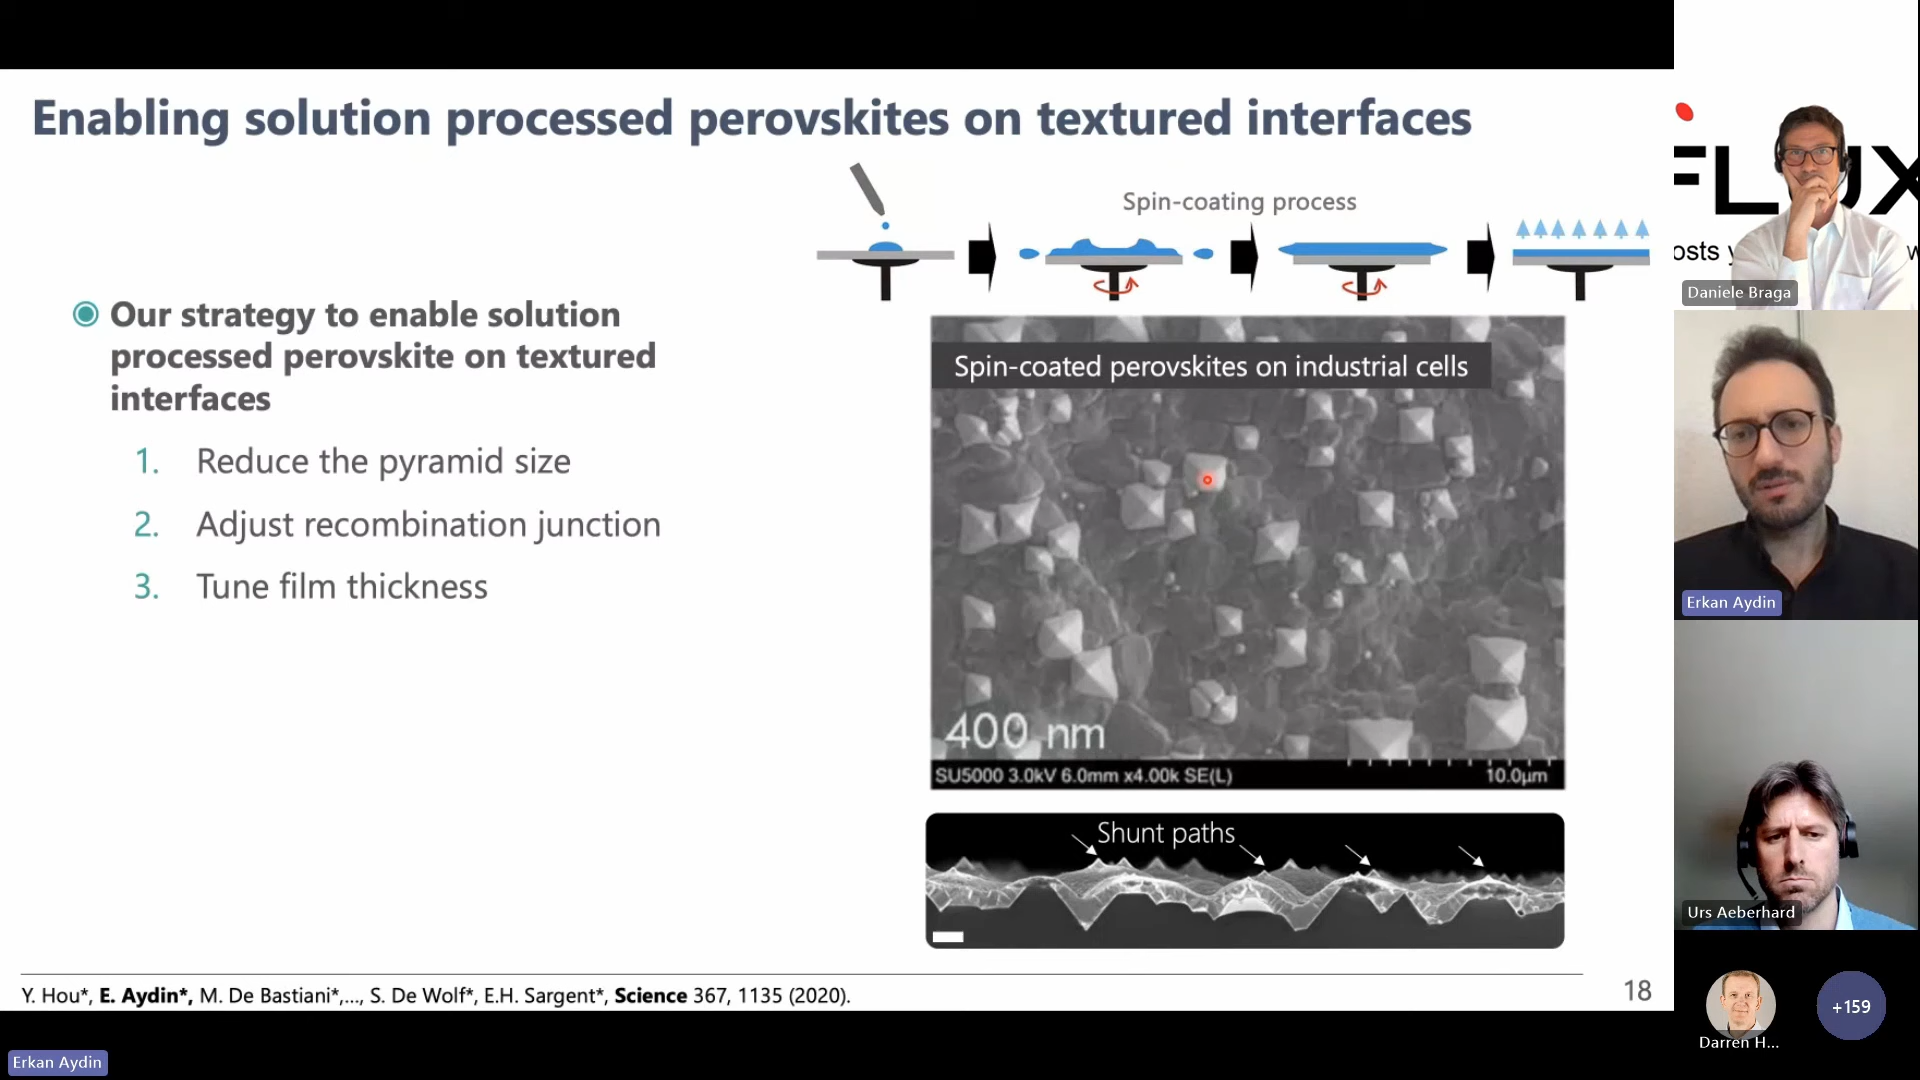 Enabling solution processed perovskites on textured interfaces
Spin-coating process
Our strategy to enable solution
processed perovskite on textured
interfaces
1. Reduce the pyramid size
2. Adjust recombination junction
3. Tune film thickness
Spin-coated perovskites on industrial cells
400 nm
SU5000 3.0kV 6.0mm x4.00k SE(L) 10.0µm
Shunt paths
Y. Hou*, E. Aydin*, M. De Bastiani*,..., S. De Wolf*, E.H. Sargent*, Science 367, 1135 (2020).
18
Erkan Aydin
FLUX
osts
Daniele Braga
Erkan Aydin
Urs Aeberhard
Darren H...
+159